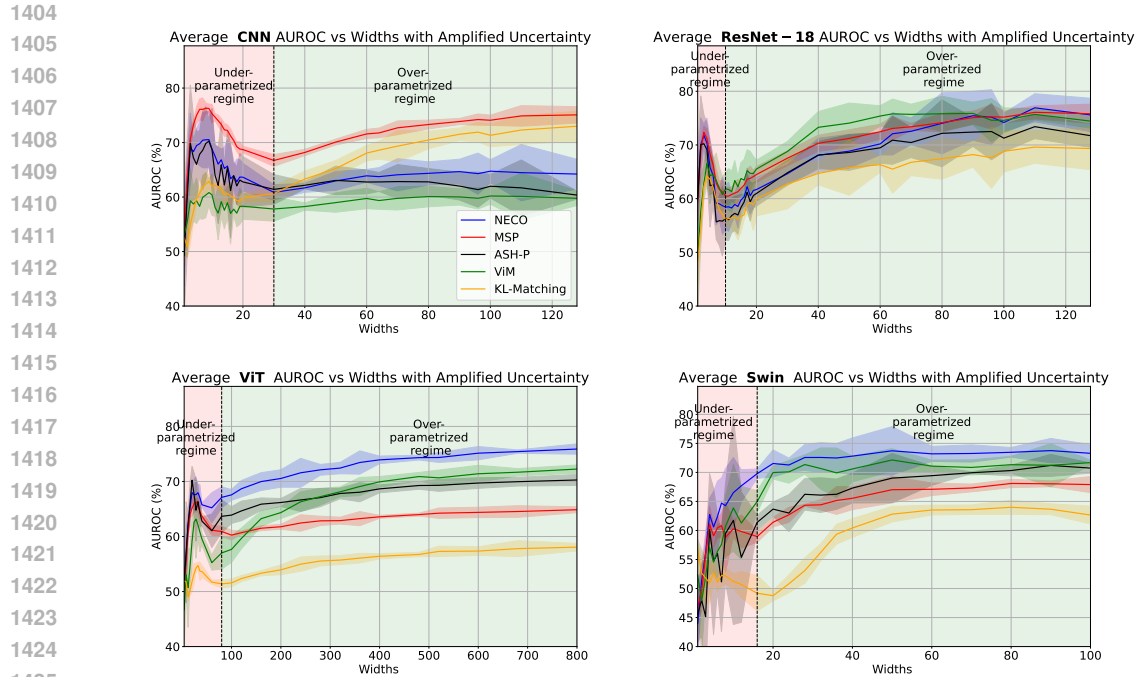 1404
1405
1406
1407
1408
1409
1410
1411
1412
1413
1414
1415
1416
1417
1418
1419
1420
1421
1422
1423
1424
Average CNN AUROC vs Widths with Amplified Uncertainty
Under-
parametrized
regime
Over-
parametrized
regime
AUROC (%)
80
70
60
50
40
NECO
MSP
ASH-P
ViM
KL-Matching
20 40 60 80 100 120
Widths
Average ResNet – 18 AUROC vs Widths with Amplified Uncertainty
Under-
parametrized
regime
Over-
parametrized
regime
AUROC (%)
80
70
60
50
40
20 40 60 80 100 120
Widths
Average ViT AUROC vs Widths with Amplified Uncertainty
Under-
parametrized
regime
Over-
parametrized
regime
AUROC (%)
80
70
60
50
40
100 200 300 400 500 600 700 800
Widths
Average Swin AUROC vs Widths with Amplified Uncertainty
Under-
parametrized
regime
Over-
parametrized
regime
AUROC (%)
80
75
70
65
60
55
50
45
40
20 40 60 80 100
Widths